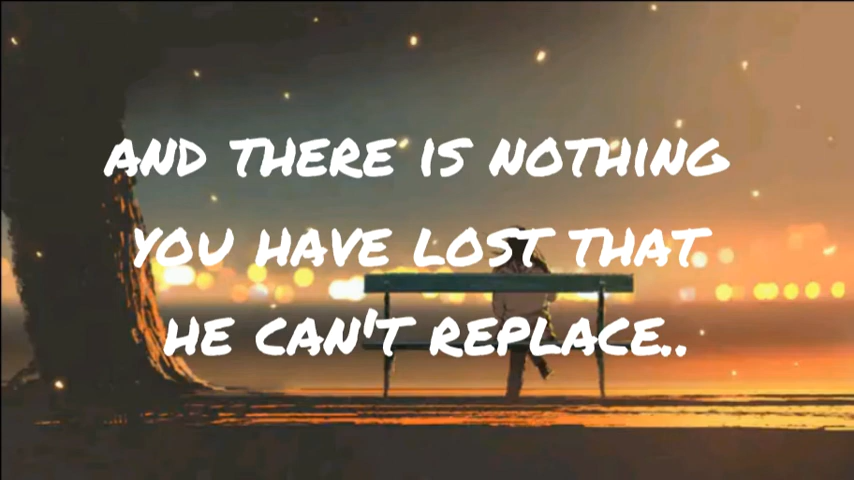 AND THERE IS NOTHING
YOU HAVE LOST THAT
HE CAN'T REPLACE..